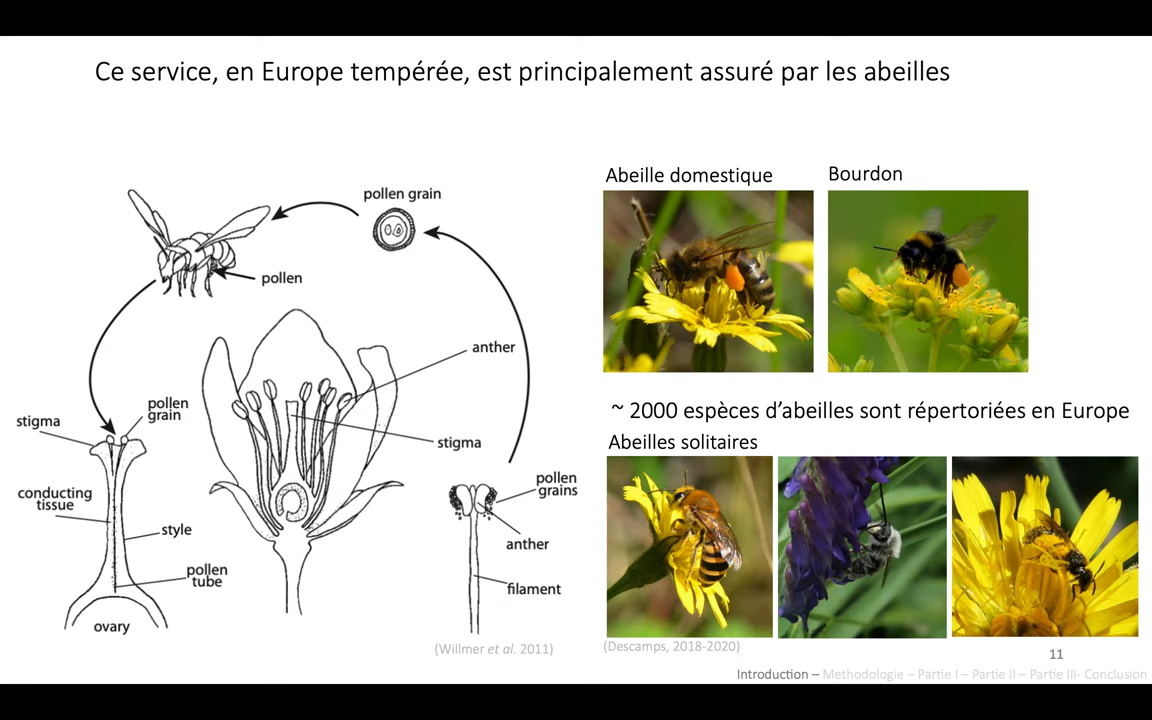 Ce service, en Europe tempérée, est principalement assuré par les abeilles
pollen grain
pollen
anther
stigma
pollen
grain
stigma
conducting
tissue
style
pollen
tube
ovary
pollen
grains
anther
filament
(Willmer et al. 2011)
Abeille domestique
Bourdon
~ 2000 espèces d’abeilles sont répertoriées en Europe
Abeilles solitaires
(Descamps, 2018-2020)
11
Introduction – Methodologie – Partie I – Partie II – Partie III- Conclusion